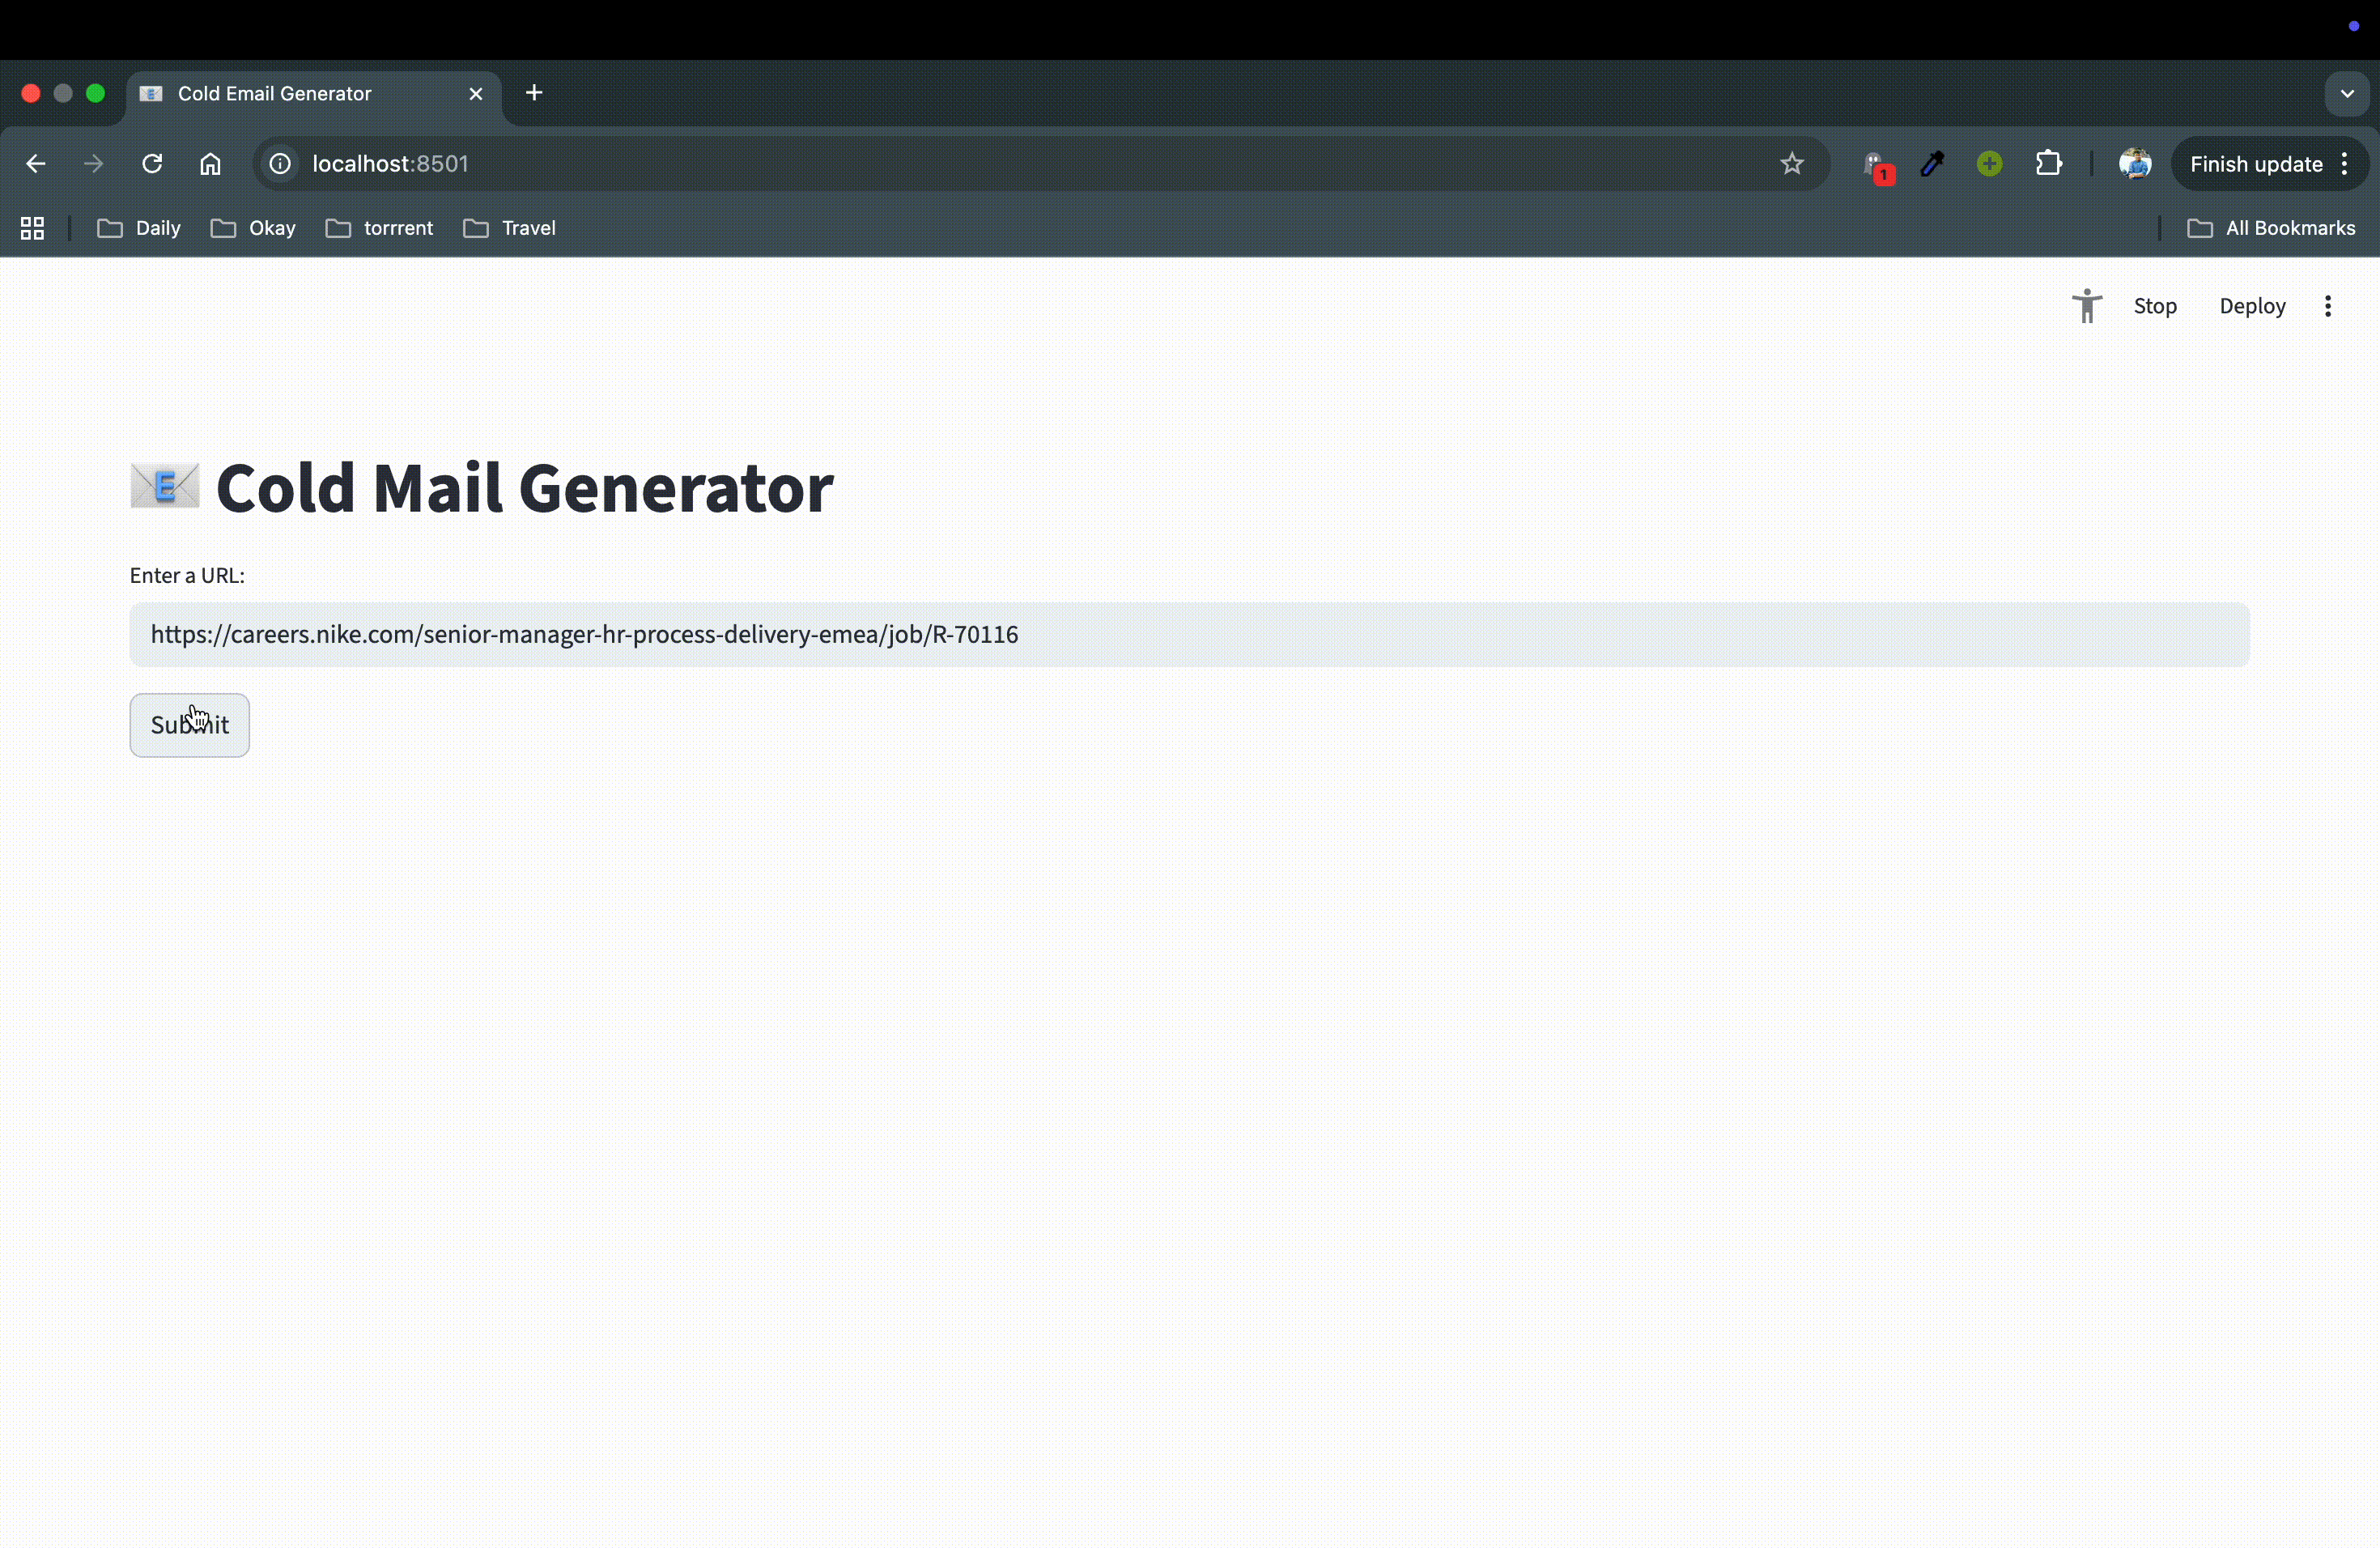 Cold Email Generator
localhost:8501
1
Finish update
Daily
Okay
torrrent
Travel
All Bookmarks
Stop
Deploy
E Cold Mail Generator
Enter a URL:
https://careers.nike.com/senior-manager-hr-process-delivery-emea/job/R-70116
Submit